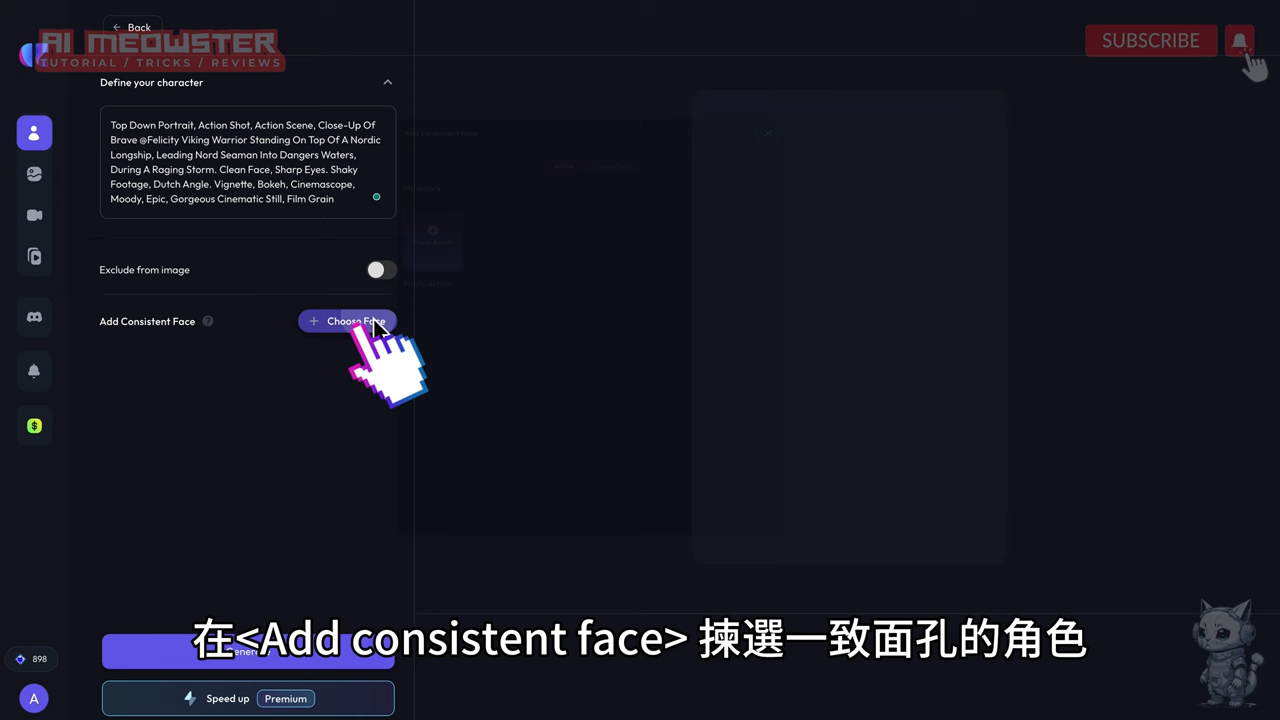 Back
AI MEOWSTER
TUTORIAL / TRICKS / REVIEWS
SUBSCRIBE
Define your character
Top Down Portrait, Action Shot, Action Scene, Close-Up Of
Brave @Felicity Viking Warrior Standing On Top Of A Nordic
Longship, Leading Nord Seaman Into Dangers Waters,
During A Raging Storm. Clean Face, Sharp Eyes. Shaky
Footage, Dutch Angle. Vignette, Bokeh, Cinemascope,
Moody, Epic, Gorgeous Cinematic Still, Film Grain
Add consistent face
Exclude from image
Add Consistent Face
+ Choose Face
在<Add consistent face> 揀選一致面孔的角色
898
A
Speed up Premium